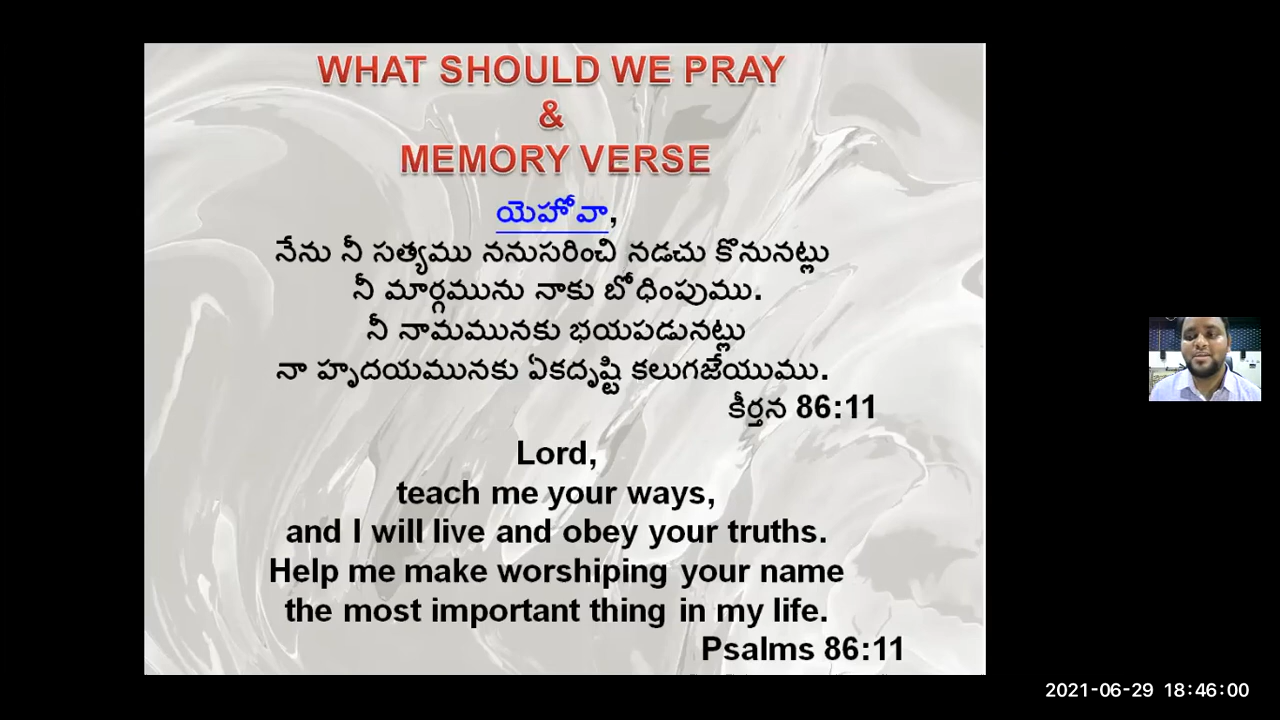 WHAT SHOULD WE PRAY
&
MEMORY VERSE
యెహోవా,
నేను నీ సత్యము ననుసరించి నడచు కొనునట్లు
నీ మార్గమును నాకు బోధింపుము.
నీ నామమునకు భయపడునట్లు
నా హృదయమునకు ఏకదృష్టి కలుగజేయుము.
కీర్తన 86:11
Lord,
teach me your ways,
and I will live and obey your truths.
Help me make worshiping your name
the most important thing in my life.
Psalms 86:11
2021-06-29 18:46:00